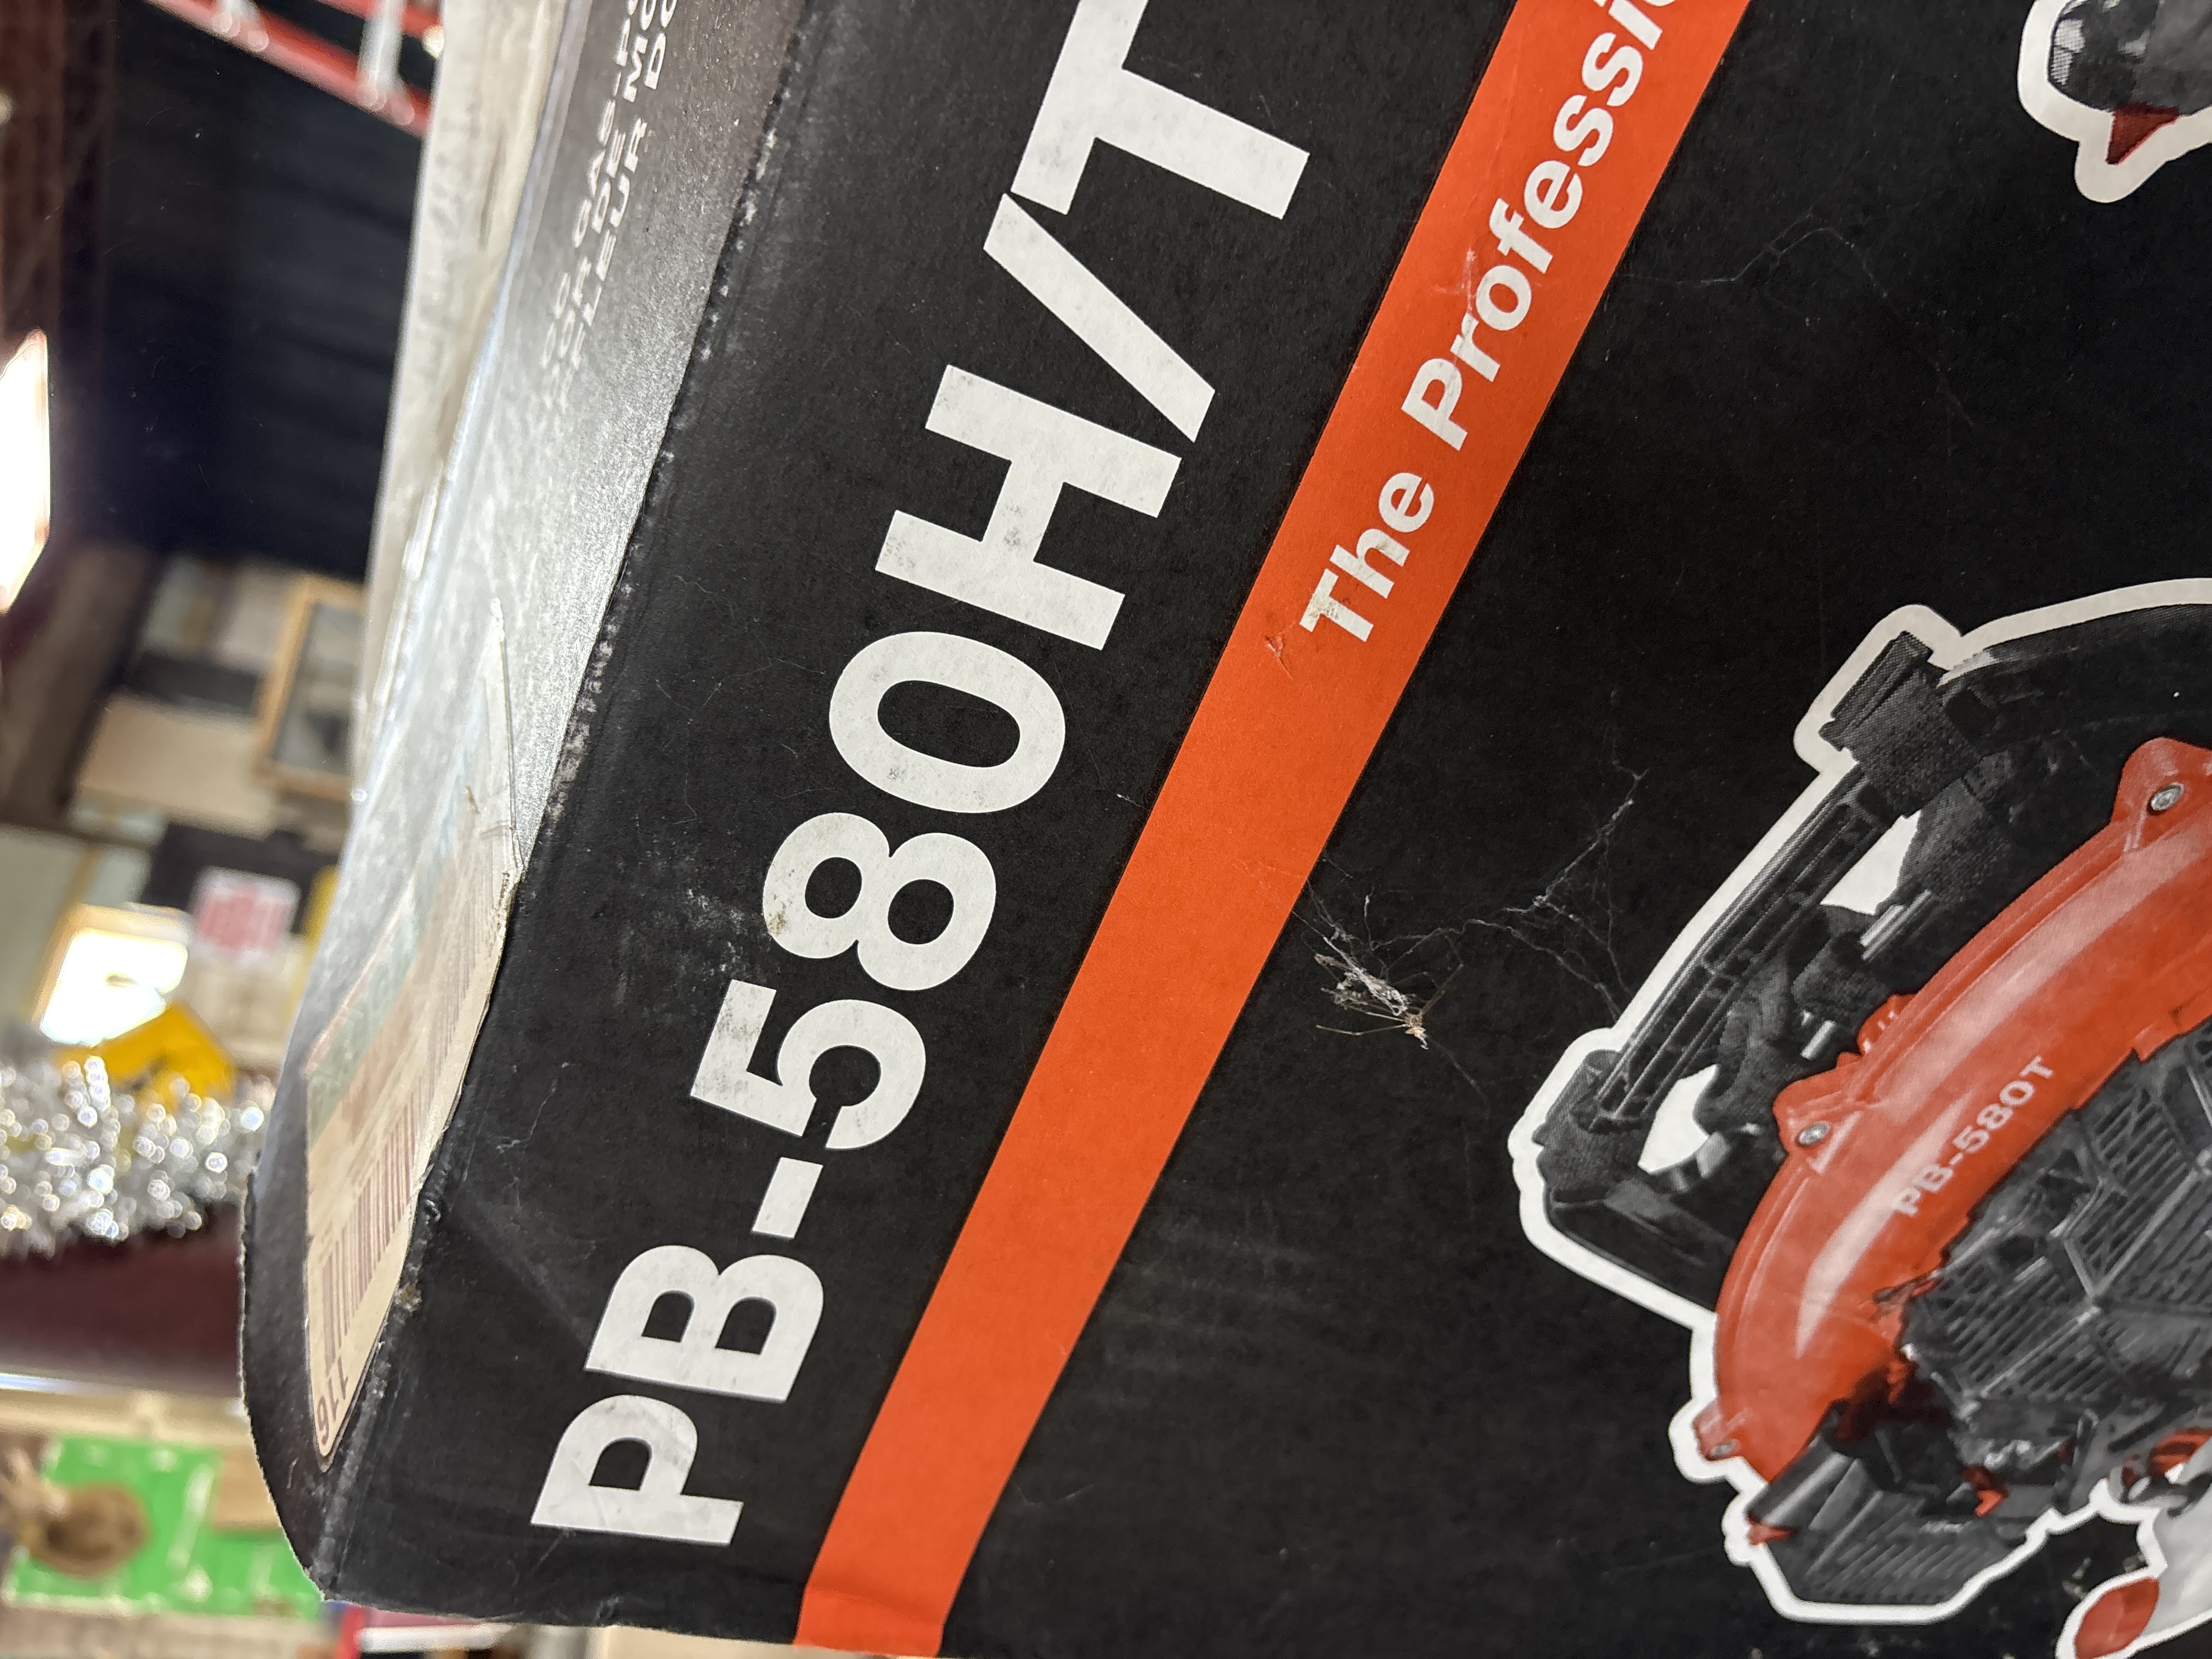 PB-580H/T
The Professi
PB-580T